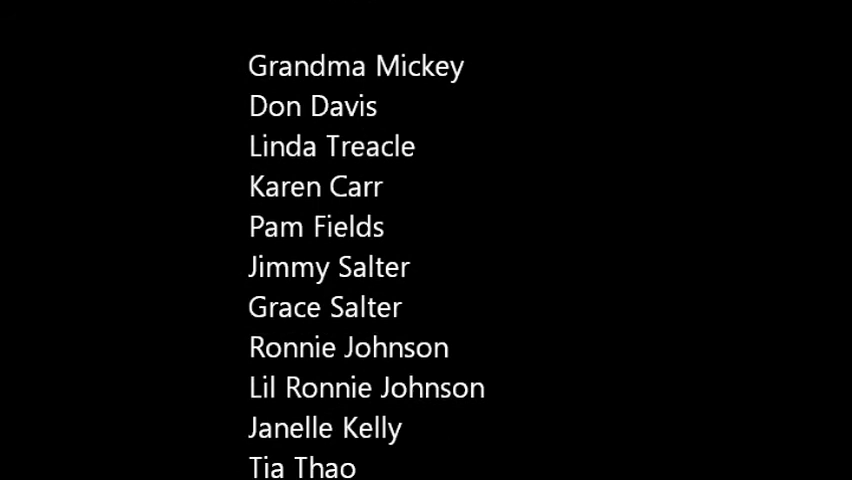 Grandma Mickey
Don Davis
Linda Treacle
Karen Carr
Pam Fields
Jimmy Salter
Grace Salter
Ronnie Johnson
Lil Ronnie Johnson
Janelle Kelly
Tia Thao